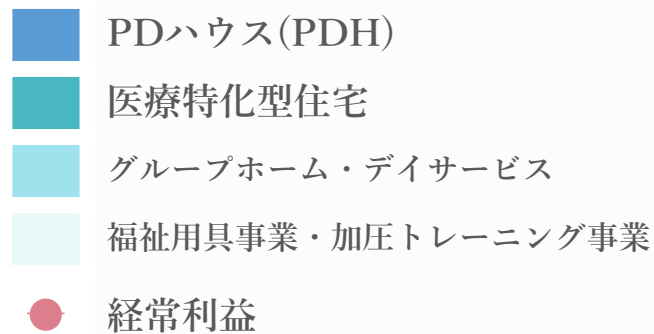 PDハウス(PDH)
医療特化型住宅
グループホーム・デイサービス
福祉用具事業・加圧トレーニング事業
経常利益